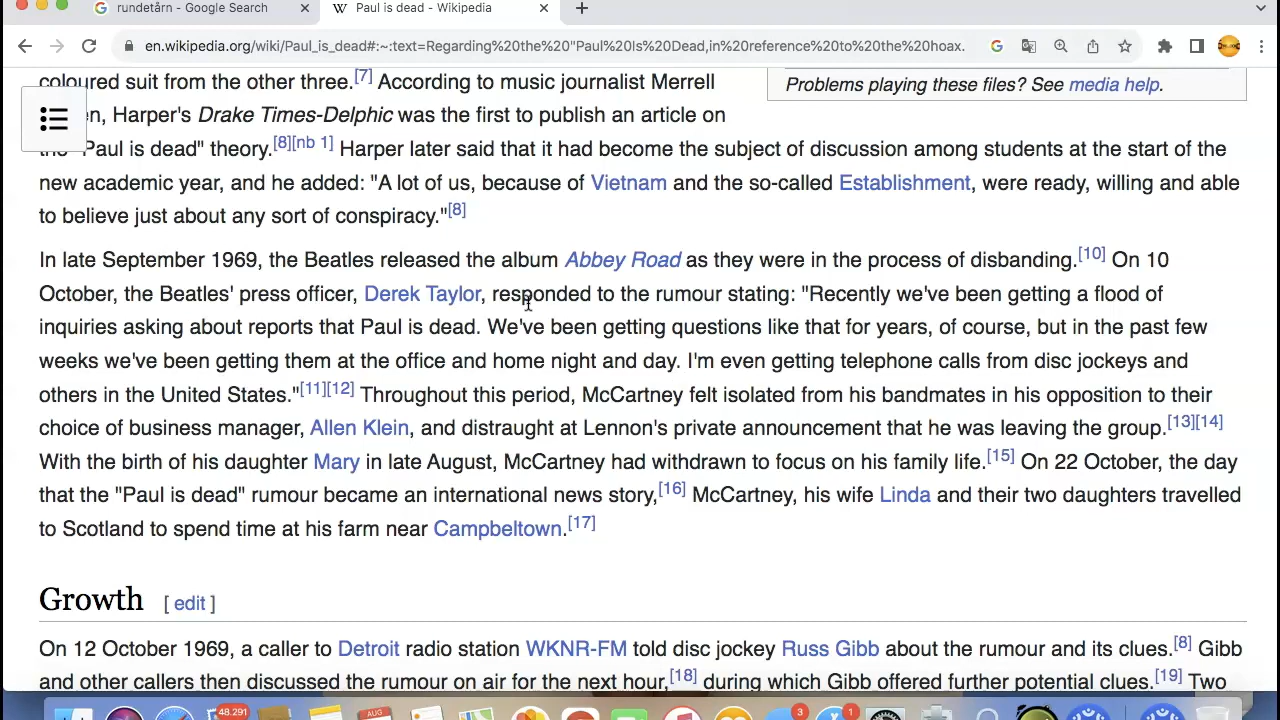 rundetårn - Google Search
Paul is dead - Wikipedia
en.wikipedia.org/wiki/Paul_is_dead#:~:text=Regarding%20the%20"Paul%20Is%20Dead,in%20reference%20to%20the%20hoax.
coloured suit from the other three.[7] According to music journalist Merrell
Problems playing these files? See media help.
en, Harper's Drake Times-Delphic was the first to publish an article on
the "Paul is dead" theory.[8][nb 1] Harper later said that it had become the subject of discussion among students at the start of the
new academic year, and he added: "A lot of us, because of Vietnam and the so-called Establishment, were ready, willing and able
to believe just about any sort of conspiracy."[8]
In late September 1969, the Beatles released the album Abbey Road as they were in the process of disbanding.[10] On 10
October, the Beatles' press officer, Derek Taylor, responded to the rumour stating: "Recently we've been getting a flood of
inquiries asking about reports that Paul is dead. We've been getting questions like that for years, of course, but in the past few
weeks we've been getting them at the office and home night and day. I'm even getting telephone calls from disc jockeys and
others in the United States."[11][12] Throughout this period, McCartney felt isolated from his bandmates in his opposition to their
choice of business manager, Allen Klein, and distraught at Lennon's private announcement that he was leaving the group.[13][14]
With the birth of his daughter Mary in late August, McCartney had withdrawn to focus on his family life.[15] On 22 October, the day
that the "Paul is dead" rumour became an international news story,[16] McCartney, his wife Linda and their two daughters travelled
to Scotland to spend time at his farm near Campbeltown.[17]
Growth [ edit ]
On 12 October 1969, a caller to Detroit radio station WKNR-FM told disc jockey Russ Gibb about the rumour and its clues.[8] Gibb
and other callers then discussed the rumour on air for the next hour,[18] during which Gibb offered further potential clues.[19] Two
48.291
AUG
3
1